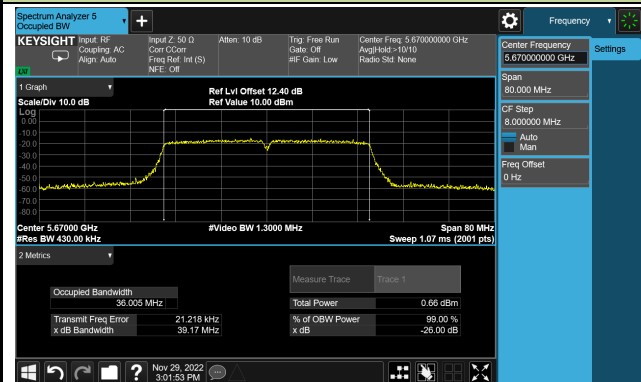 Spectrum Analyzer 5
Occupied BW
Frequency
KEYSIGHT
Input: RF
Coupling: AC
Align: Auto
Input Z: 50 Ω
Corr CCorr
Freq Ref: Int (S)
NFE: Off
Atten: 10 dB
Trig: Free Run
Gate: Off
#IF Gain: Low
Center Freq: 5.670000000 GHz
Avg|Hold:>10/10
Radio Std: None
Center Frequency
5.670000000 GHz
Settings
Span
80.000 MHz
CF Step
8.000000 MHz
Auto
Man
Freq Offset
0 Hz
1 Graph
Scale/Div 10.0 dB
Ref Lvl Offset 12.40 dB
Ref Value 10.00 dBm
Log
0.00
-10.0
-20.0
-30.0
-40.0
-50.0
-60.0
-70.0
-80.0
Center 5.67000 GHz
#Res BW 430.00 kHz
#Video BW 1.3000 MHz
Span 80 MHz
Sweep 1.07 ms (2001 pts)
2 Metrics
Measure Trace
Trace 1
Occupied Bandwidth
36.005 MHz
Total Power
0.66 dBm
Transmit Freq Error
21.218 kHz
% of OBW Power
99.00 %
x dB Bandwidth
39.17 MHz
x dB
-26.00 dB
?
Nov 29, 2022
3:01:53 PM